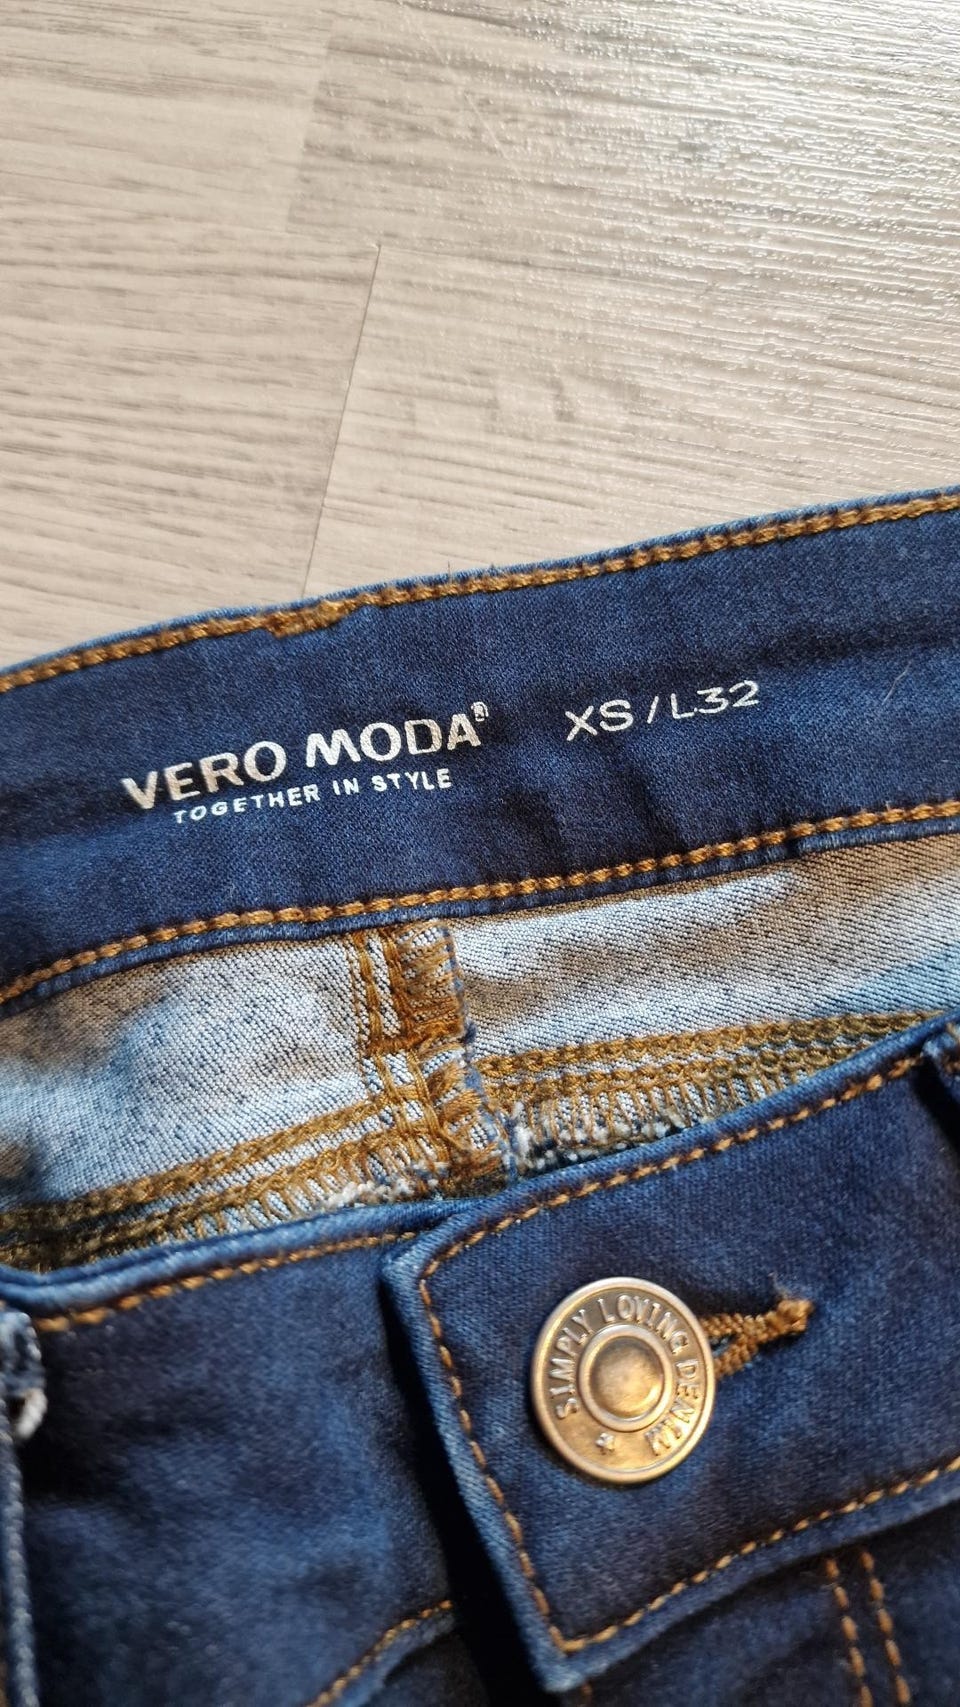 VERO MODA®
TOGETHER IN STYLE
XS / L32
SIMPLY LOVING DENIM